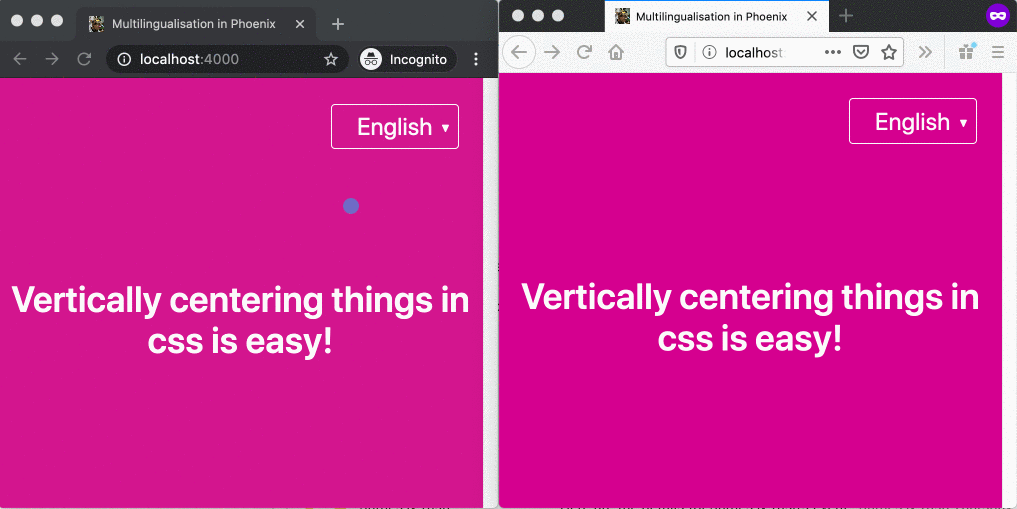 Multilingualisation in Phoenix
localhost:4000
Incognito
English
Vertically centering things in
css is easy!
Multilingualisation in Phoenix
localhost:
English
Vertically centering things in
css is easy!